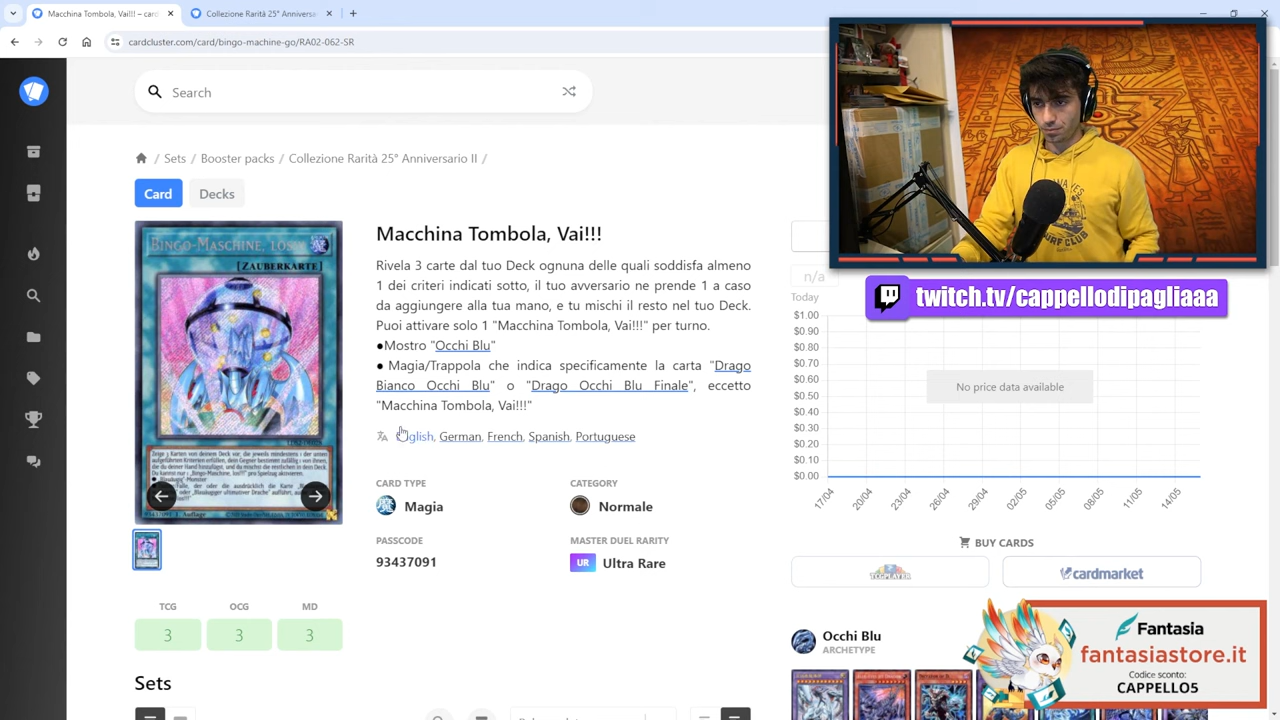 Macchina Tombola, Vai!!! – card
Collezione Rarità 25° Anniversa
cardcluster.com/card/bingo-machine-go/RA02-062-SR
Search
Sets / Booster packs / Collezione Rarità 25° Anniversario II /
Card
Decks
BINGO-MASCHINE, LOS!!!
[ZAUBERKARTE]
93437091
1. Auflage
Macchina Tombola, Vai!!!
Rivela 3 carte dal tuo Deck ognuna delle quali soddisfa almeno
1 dei criteri indicati sotto, il tuo avversario ne prende 1 a caso
da aggiungere alla tua mano, e tu mischi il resto nel tuo Deck.
Puoi attivare solo 1 "Macchina Tombola, Vai!!!" per turno.
●Mostro "Occhi Blu"
● Magia/Trappola che indica specificamente la carta "Drago
Bianco Occhi Blu" o "Drago Occhi Blu Finale", eccetto
"Macchina Tombola, Vai!!!"
English, German, French, Spanish, Portuguese
CARD TYPE
Magia
CATEGORY
Normale
PASSCODE
93437091
MASTER DUEL RARITY
UR Ultra Rare
TCG
OCG
MD
3
3
3
Sets
n/a
Today
$1.00
$0.90
$0.80
$0.70
$0.60
$0.50
$0.40
$0.30
$0.20
$0.10
$0.00
No price data available
17/04
20/04
23/04
26/04
29/04
02/05
05/05
08/05
11/05
14/05
BUY CARDS
TCGPLAYER
cardmarket
Occhi Blu
ARCHETYPE
twitch.tv/cappellodipagliaaa
Fantasia
fantasiastore.it
Codice sconto:
CAPPELLO5